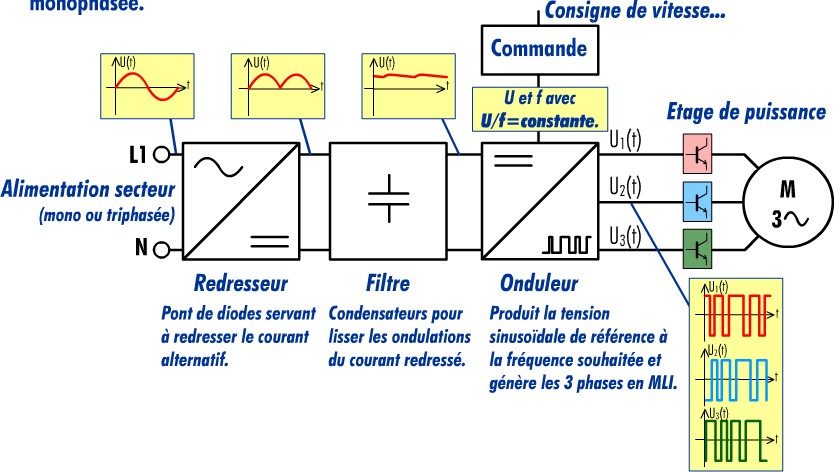 monophasée.
Consigne de vitesse...
Commande
U(t)
t
U(t)
t
U(t)
t
U et f avec
U/f=constante.
Etage de puissance
L1
U1(t)
Alimentation secteur
(mono ou triphasée)
U2(t)
M
3
N
U3(t)
Redresseur
Pont de diodes servant
à redresser le courant
alternatif.
Filtre
Condensateurs pour
lisser les ondulations
du courant redressé.
Onduleur
Produit la tension
sinusoïdale de référence à
la fréquence souhaitée et
génère les 3 phases en MLI.
U1(t)
t
U2(t)
t
U3(t)
t